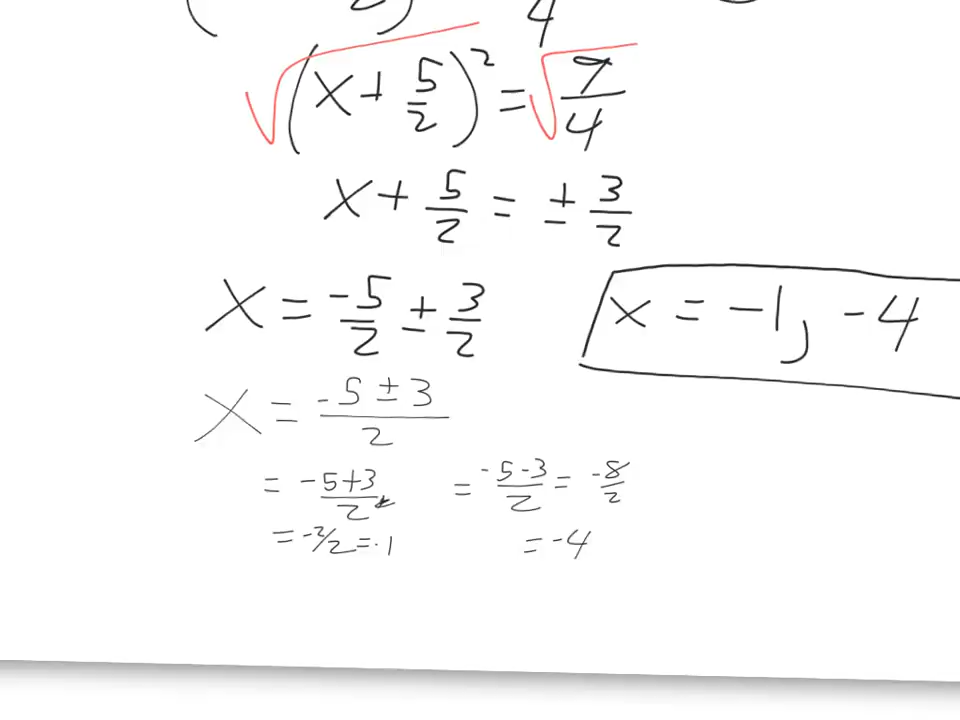 √(x + 5/2)² = √9/4
x + 5/2 = ± 3/2
x = -5/2 ± 3/2
x = -1, -4
x = -5 ± 3/2
= -5+3/2 = -5-3/2 = -8/2
= -2/2 = -1 = -4